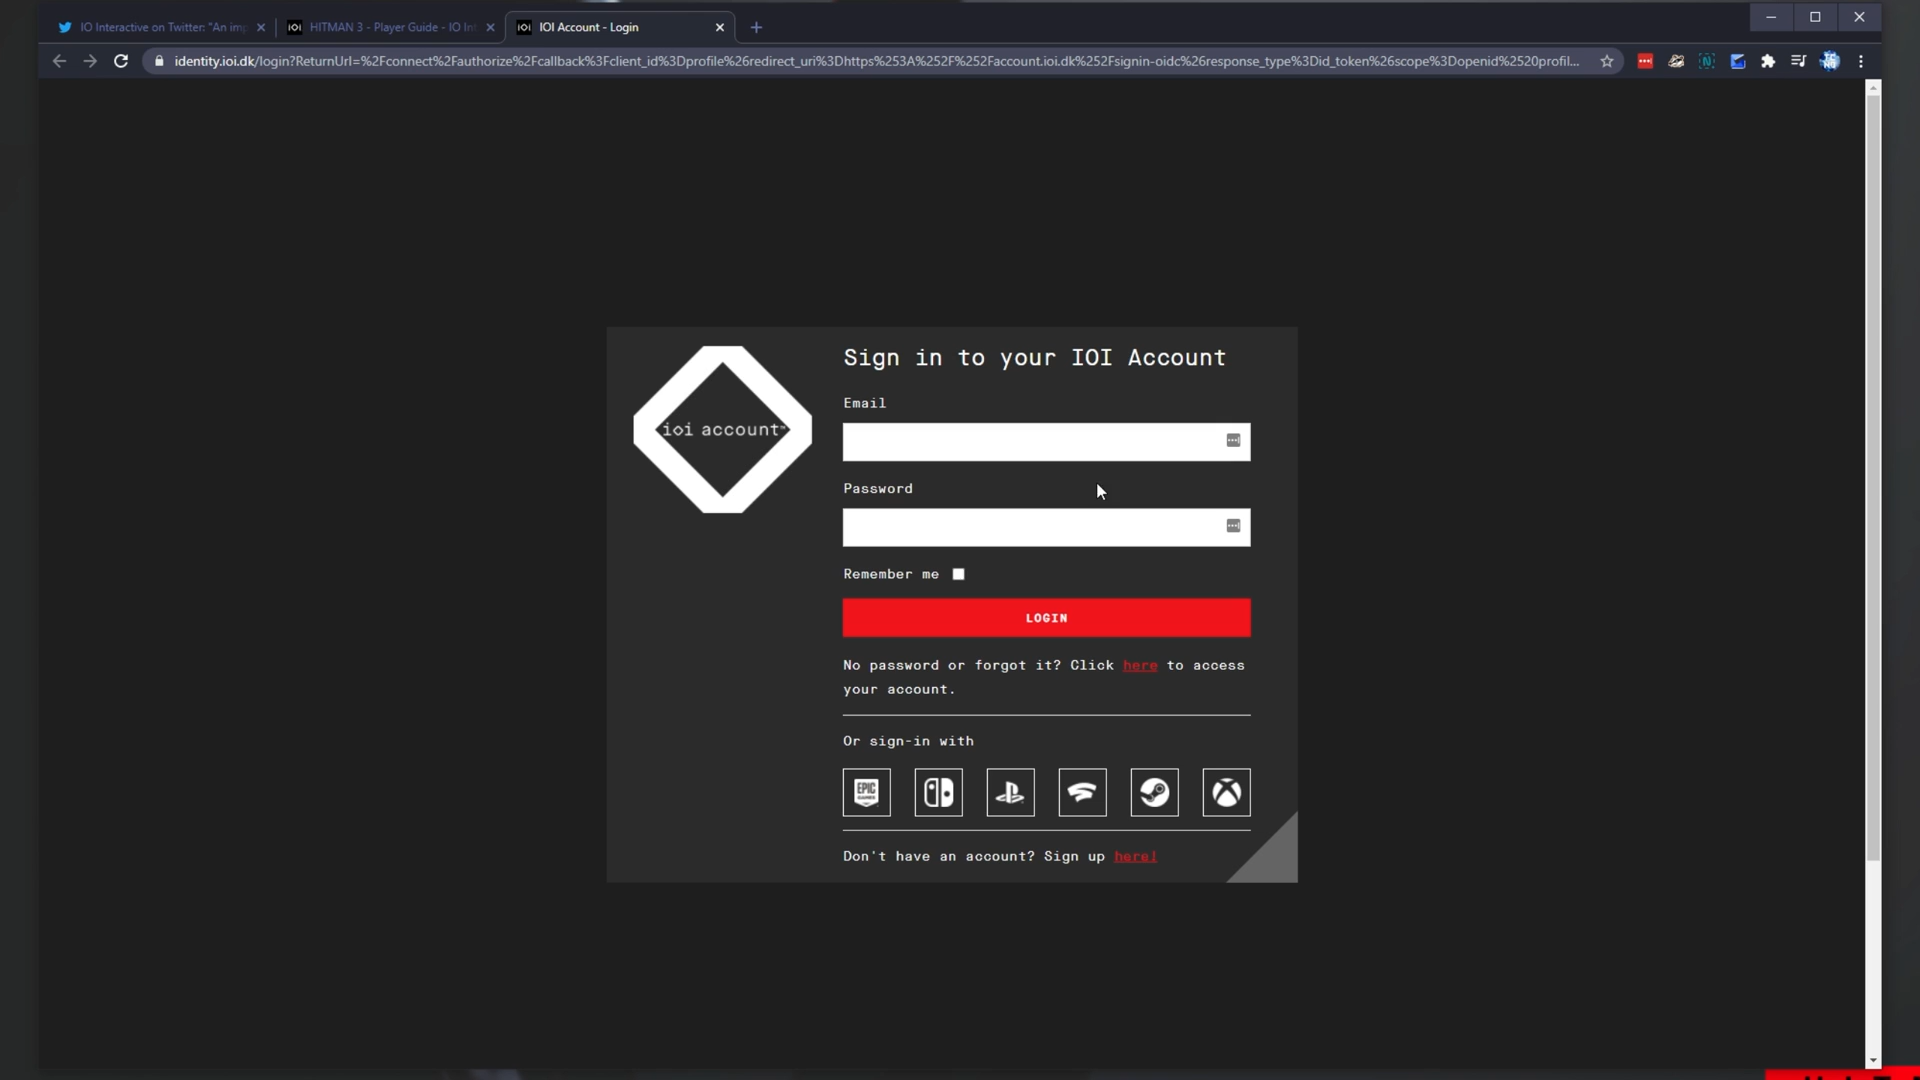 IO Interactive on Twitter: "An im
HITMAN 3 - Player Guide - IO In
IOI Account - Login
identity.ioi.dk/login?ReturnUrl=%2Fconnect%2Fauthorize%2Fcallback%3Fclient_id%3Dprofile%26redirect_uri%3Dhttps%253A%252F%252Faccount.ioi.dk%252Fsignin-oidc%26response_type%3Did_token%26scope%3Dopenid%2520profil...
Sign in to your IOI Account
ioi account™
Email
Password
Remember me
LOGIN
No password or forgot it? Click here to access
your account.
Or sign-in with
EPIC
GAMES
Don't have an account? Sign up here!